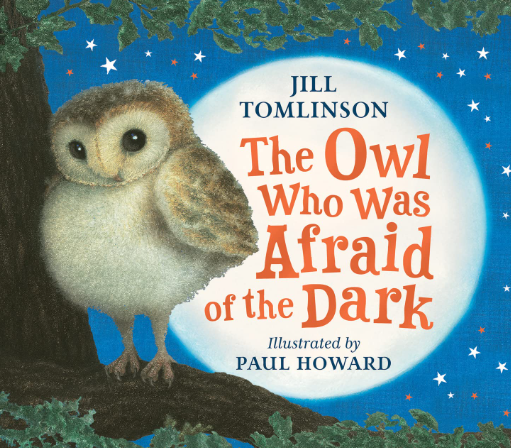 JILL
TOMLINSON
The Owl
Who Was
Afraid
of the Dark
Illustrated by
PAUL HOWARD